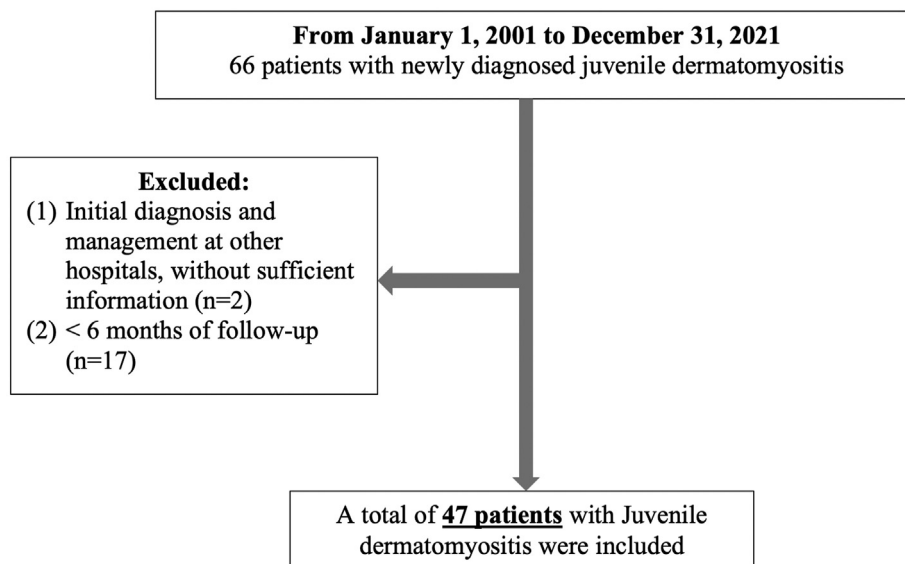 From January 1, 2001 to December 31, 2021
66 patients with newly diagnosed juvenile dermatomyositis
Excluded:
(1) Initial diagnosis and
management at other
hospitals, without sufficient
information (n=2)
(2) < 6 months of follow-up
(n=17)
A total of 47 patients with Juvenile
dermatomyositis were included